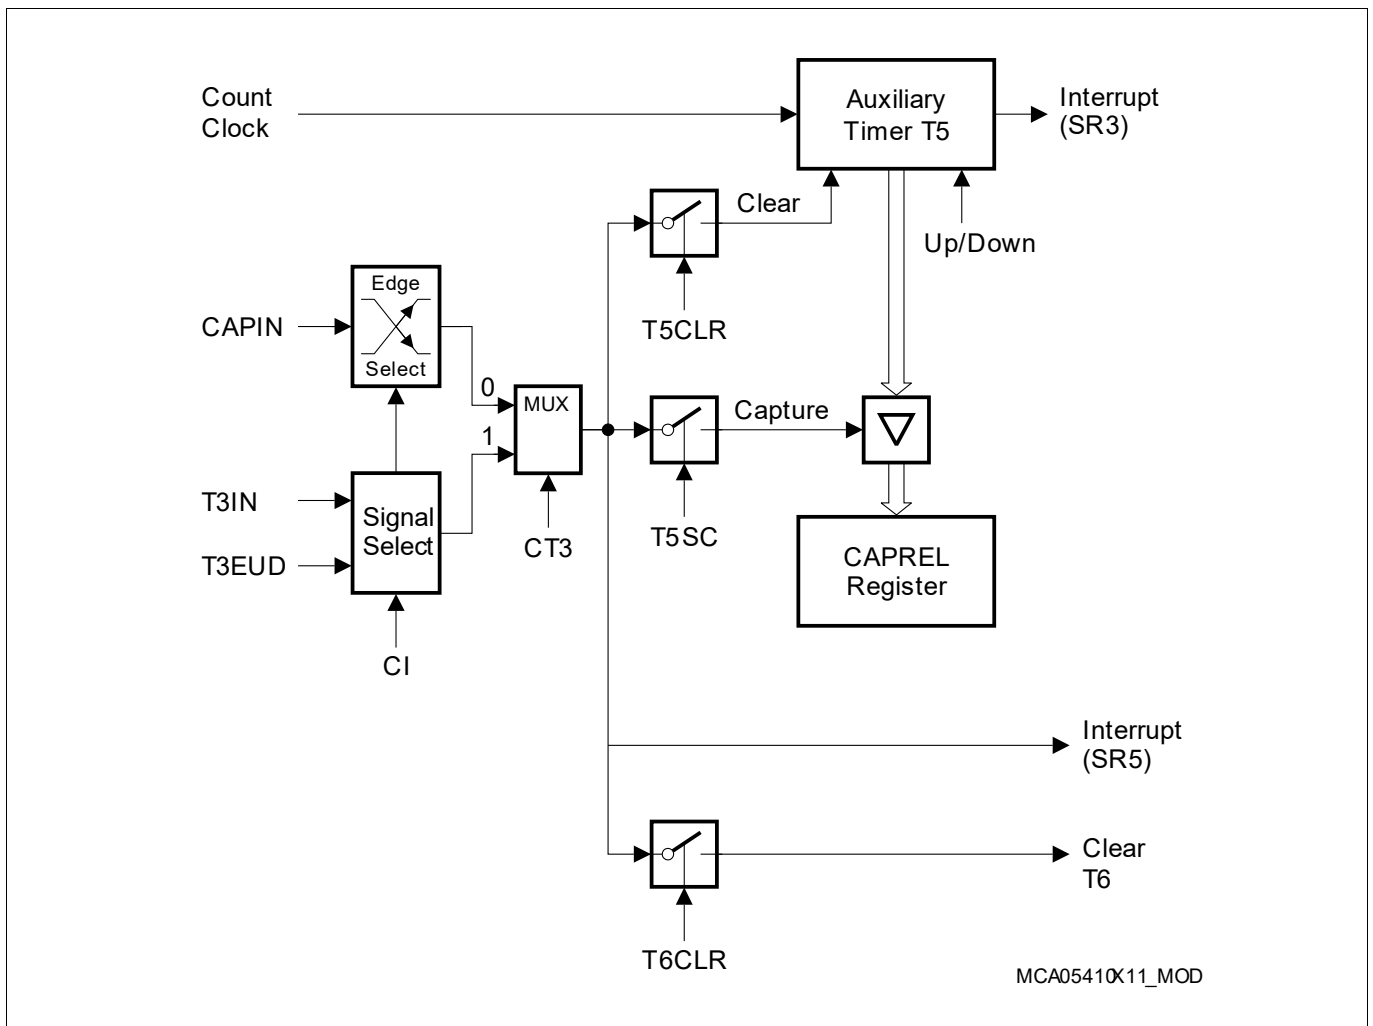 Count
Clock
Auxiliary
Timer T5
Interrupt
(SR3)
Clear
Up/Down
T5CLR
Edge
Select
CAPIN
0
MUX
1
Capture
T3IN
T3EUD
Signal
Select
CT3
T5SC
CAPREL
Register
CI
Interrupt
(SR5)
Clear
T6
T6CLR
MCA05410X11_MOD